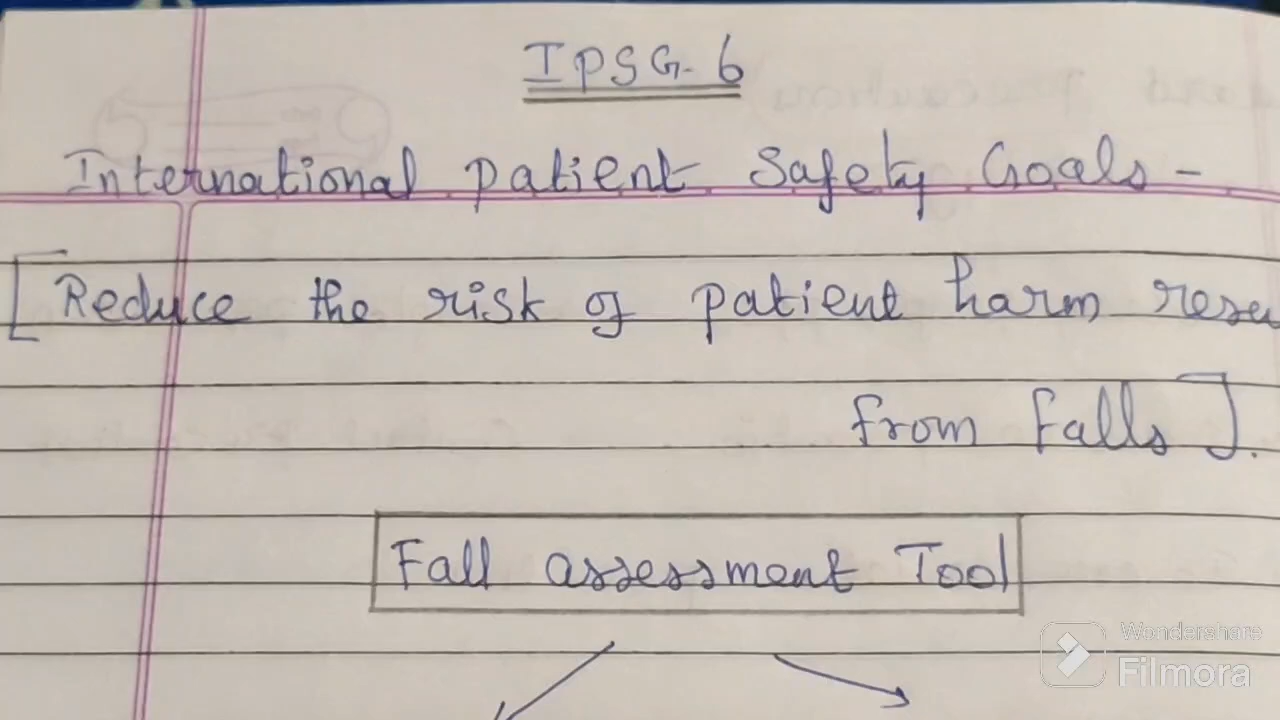 IPSG-6
International patient Safety Goals -
[Reduce the risk of patient harm resu
from falls].
Fall assessment Tool
Wondershare
Filmora